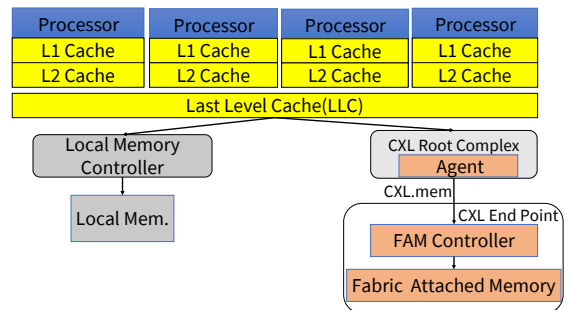 Processor Processor Processor Processor
L1 Cache L1 Cache L1 Cache L1 Cache
L2 Cache L2 Cache L2 Cache L2 Cache
Last Level Cache(LLC)
Local Memory
Controller
CXL Root Complex
Agent
CXL.mem
Local Mem.
CXL End Point
FAM Controller
Fabric Attached Memory